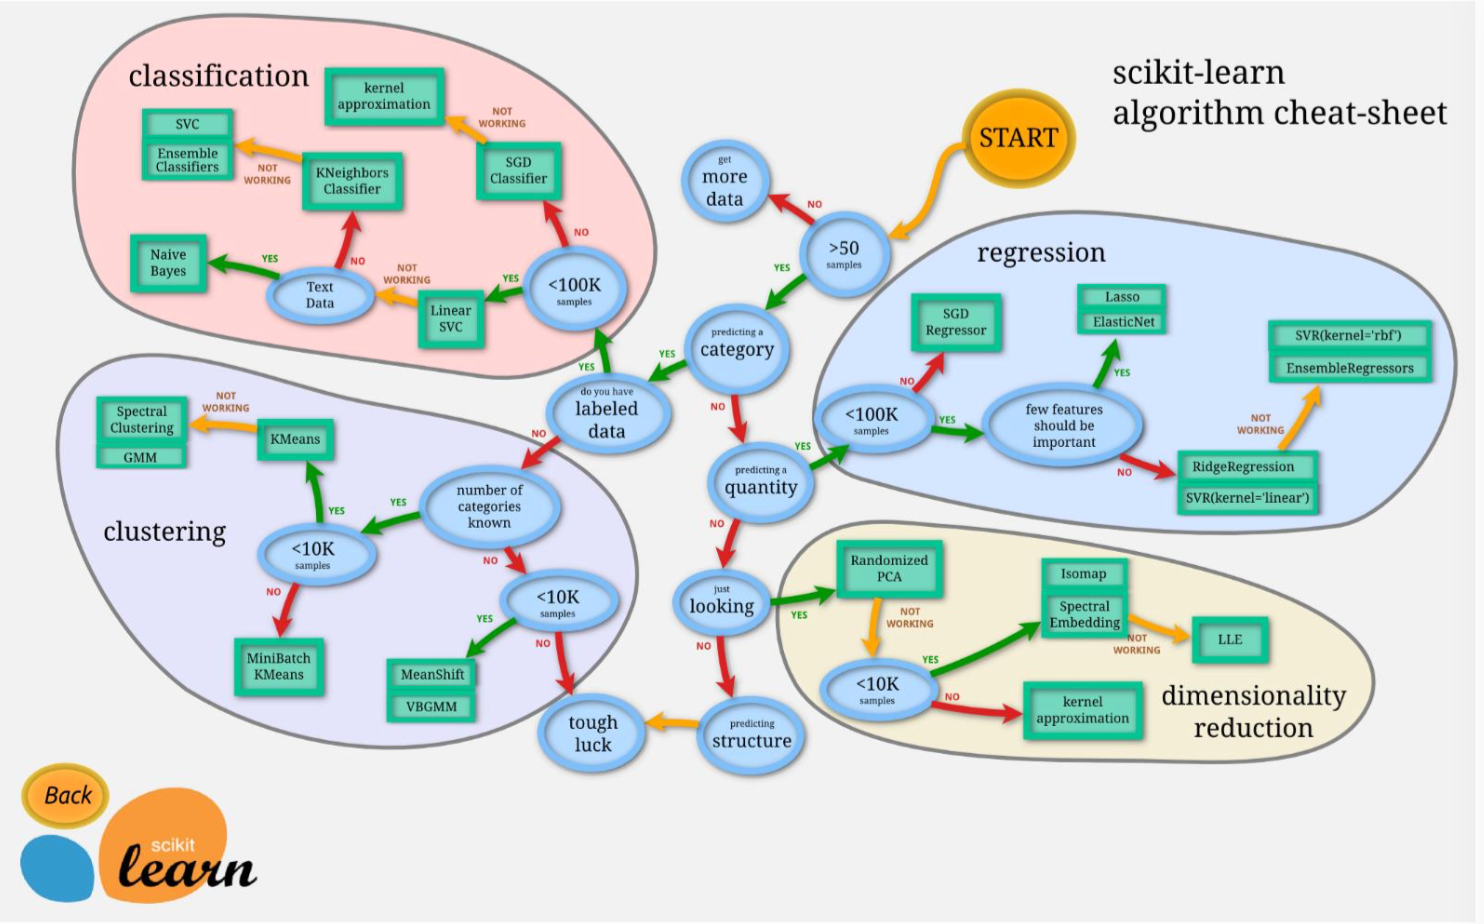 scikit-learn
algorithm cheat-sheet
START
get
more
data
NO
>50
samples
YES
predicting a
category
YES
NO
do you have
labeled
data
YES
NO
predicting a
quantity
YES
NO
just
looking
YES
NO
predicting
structure
tough
luck
classification
kernel
approximation
NOT
WORKING
SGD
Classifier
NO
<100K
samples
YES
Linear
SVC
NOT
WORKING
Text
Data
YES
Naive
Bayes
NO
KNeighbors
Classifier
NOT
WORKING
SVC
Ensemble
Classifiers
regression
SGD
Regressor
NO
<100K
samples
YES
few features
should be
important
YES
Lasso
ElasticNet
NO
RidgeRegression
SVR(kernel='linear')
NOT
WORKING
SVR(kernel='rbf')
EnsembleRegressors
clustering
Spectral
Clustering
GMM
NOT
WORKING
KMeans
YES
<10K
samples
NO
MiniBatch
KMeans
YES
number of
categories
known
NO
<10K
samples
YES
NO
MeanShift
VBGMM
dimensionality
reduction
Randomized
PCA
NOT
WORKING
<10K
samples
YES
NO
Isomap
Spectral
Embedding
NOT
WORKING
LLE
kernel
approximation
Back
scikit
learn